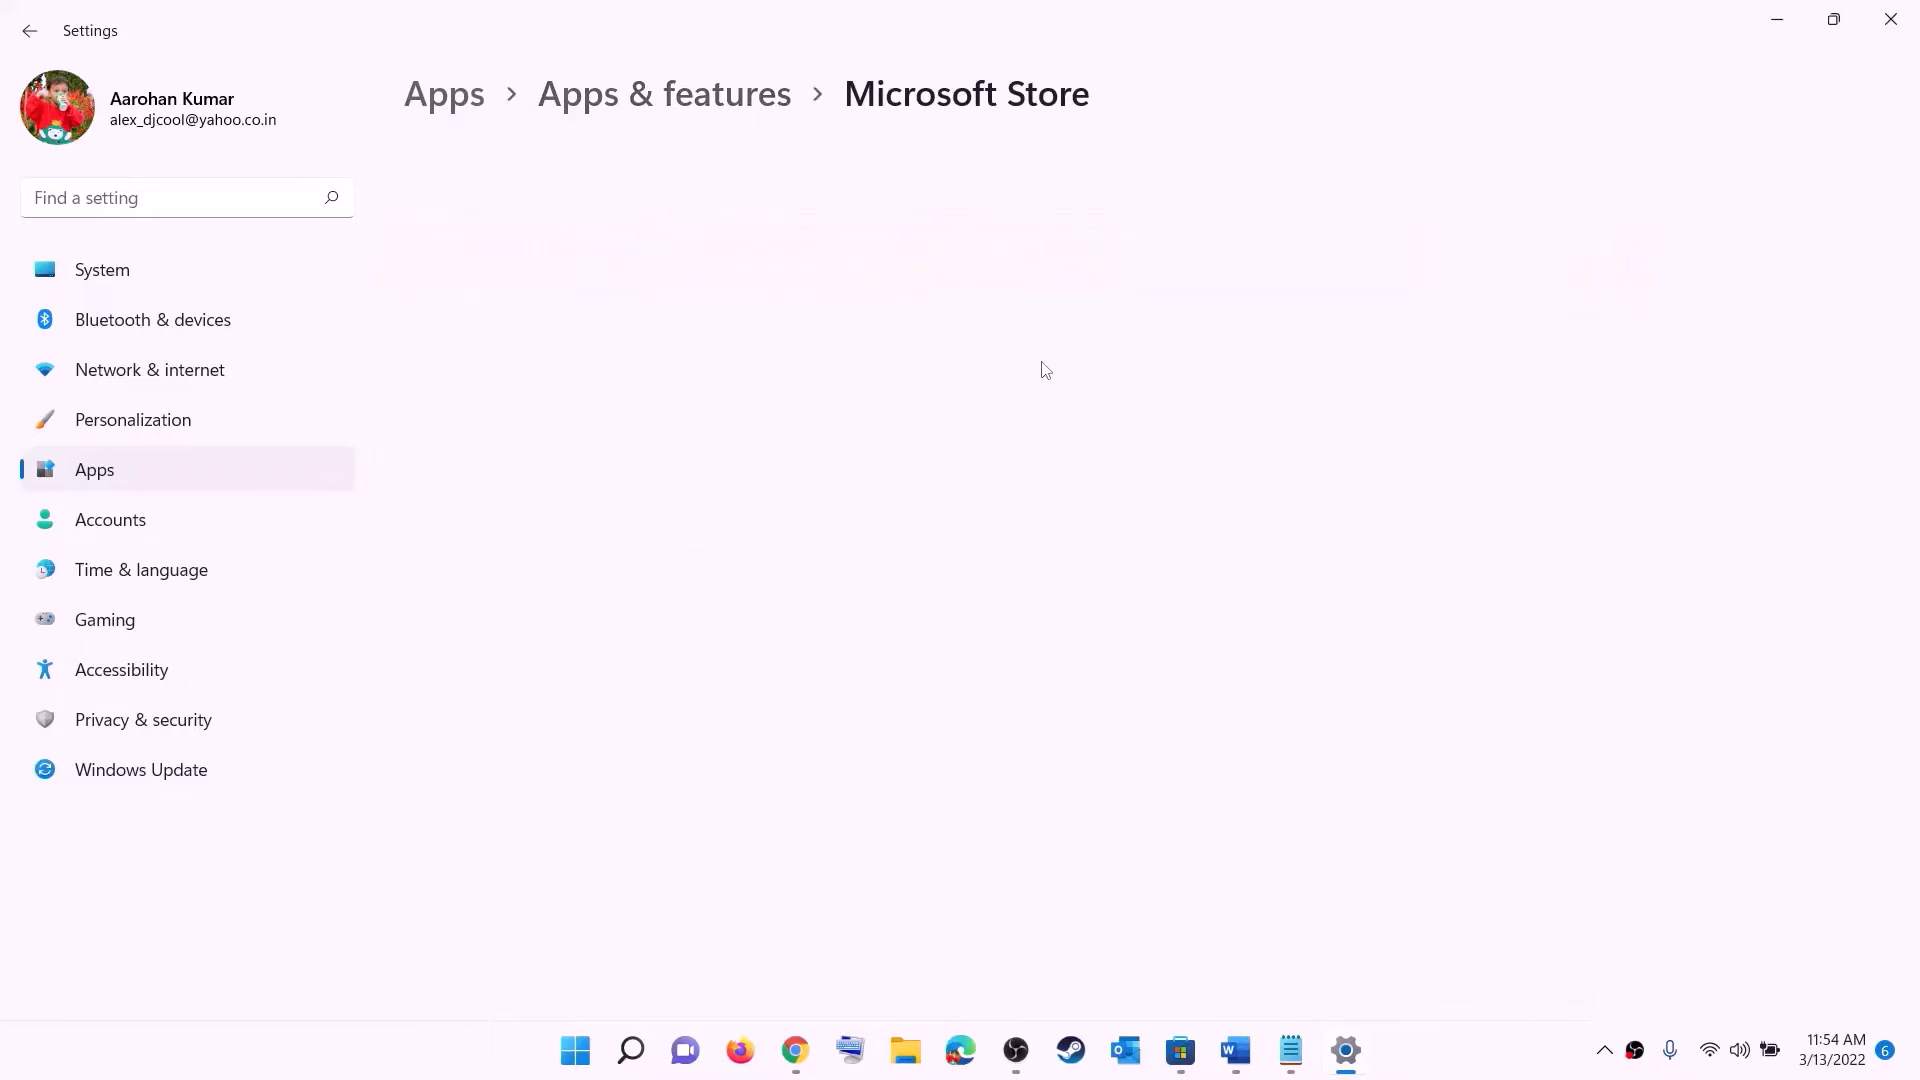 Settings
Aarohan Kumar
alex_djcool@yahoo.co.in
Apps > Apps & features > Microsoft Store
Find a setting
System
Bluetooth & devices
Network & internet
Personalization
Apps
Accounts
Time & language
Gaming
Accessibility
Privacy & security
Windows Update
11:54 AM
3/13/2022
6